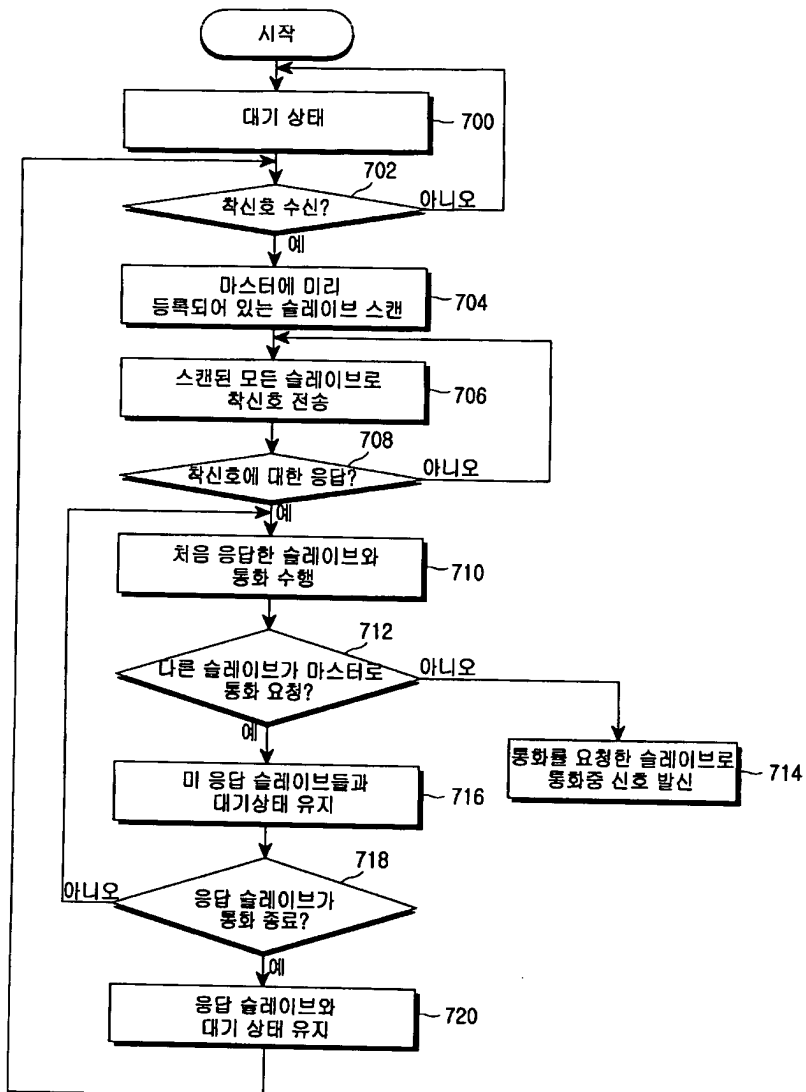 시작
대기 상태
700
702
착신호 수신?
아니오
예
마스터에 미리
등록되어 있는 슬레이브 스캔
704
스캔된 모든 슬레이브로
착신호 전송
706
708
착신호에 대한 응답?
아니오
예
처음 응답한 슬레이브와
통화 수행
710
712
다른 슬레이브가 마스터로
통화 요청?
아니오
예
통화를 요청한 슬레이브로
통화중 신호 발신
714
미 응답 슬레이브들과
대기상태 유지
716
718
응답 슬레이브가
통화 종료?
아니오
예
응답 슬레이브와
대기 상태 유지
720